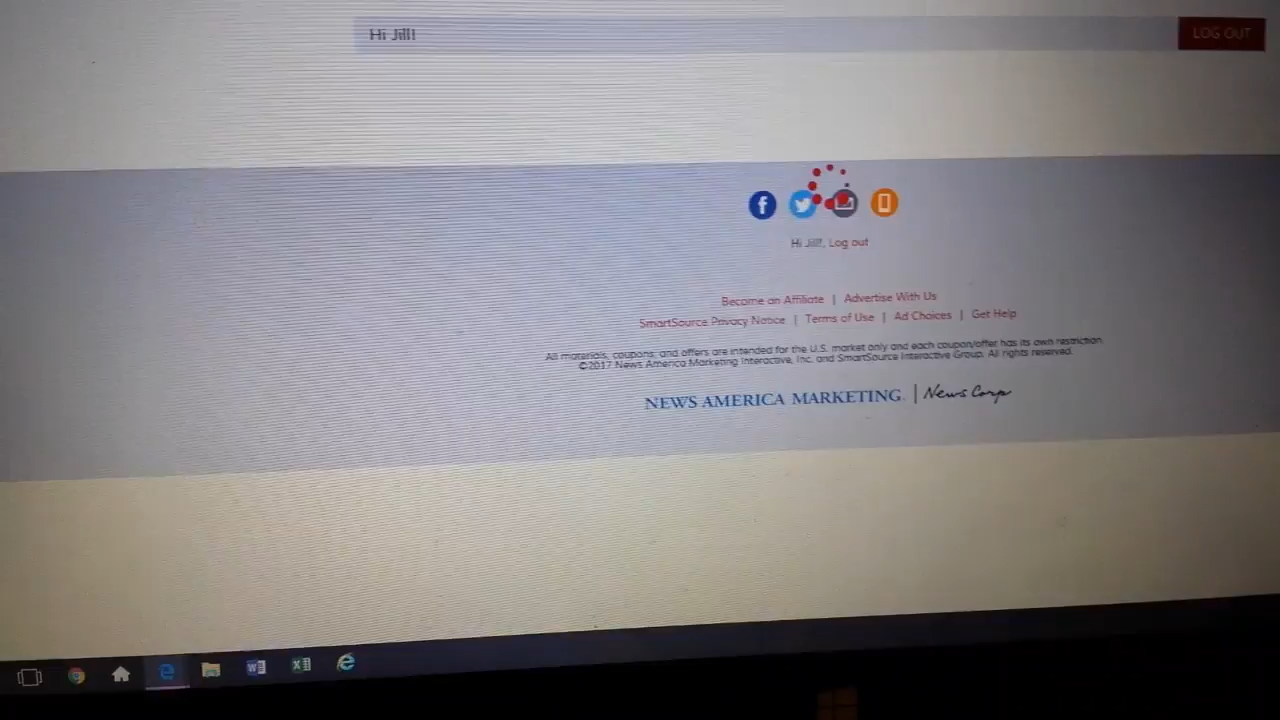 Hi Jill!
LOG OUT
Hi Jill!, Log out
Become an Affiliate | Advertise With Us
SmartSource Privacy Notice | Terms of Use | Ad Choices | Get Help
All materials, coupons, and offers are intended for the U.S. market only and each coupon/offer has its own restriction.
©2017 News America Marketing Interactive, Inc. and SmartSource Interactive Group. All rights reserved.
NEWS AMERICA MARKETING. | News Corp